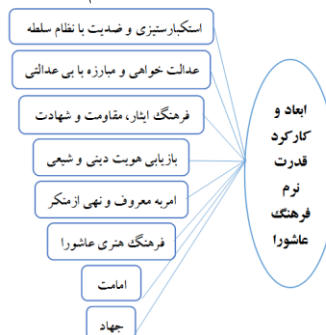 استکبارستیزی و ضدیت با نظام سلطه
عدالت خواهی و مبارزه با بی عدالتی
فرهنگ ایثار، مقاومت و شهادت
بازیابی هویت دینی و شیعی
امربه معروف و نهی ازمنکر
فرهنگ هنری عاشورا
امامت
جهاد
ابعاد و
کارکرد
قدرت
نرم
فرهنگ
عاشورا